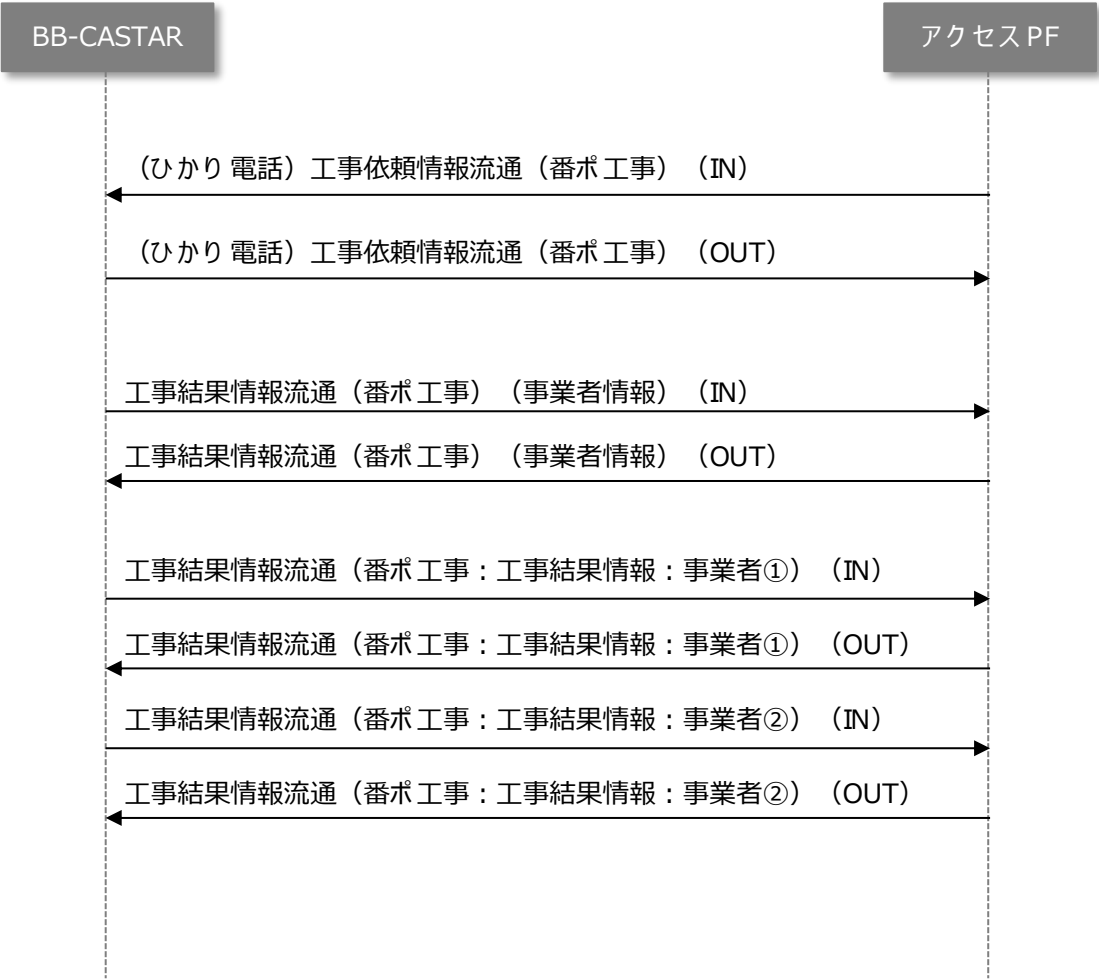 BB-CASTAR
アクセスPF
（ひかり電話）工事依頼情報流通（番ポ工事）（IN）
（ひかり電話）工事依頼情報流通（番ポ工事）（OUT）
工事結果情報流通（番ポ工事）（事業者情報）（IN）
工事結果情報流通（番ポ工事）（事業者情報）（OUT）
工事結果情報流通（番ポ工事：工事結果情報：事業者①）（IN）
工事結果情報流通（番ポ工事：工事結果情報：事業者①）（OUT）
工事結果情報流通（番ポ工事：工事結果情報：事業者②）（IN）
工事結果情報流通（番ポ工事：工事結果情報：事業者②）（OUT）